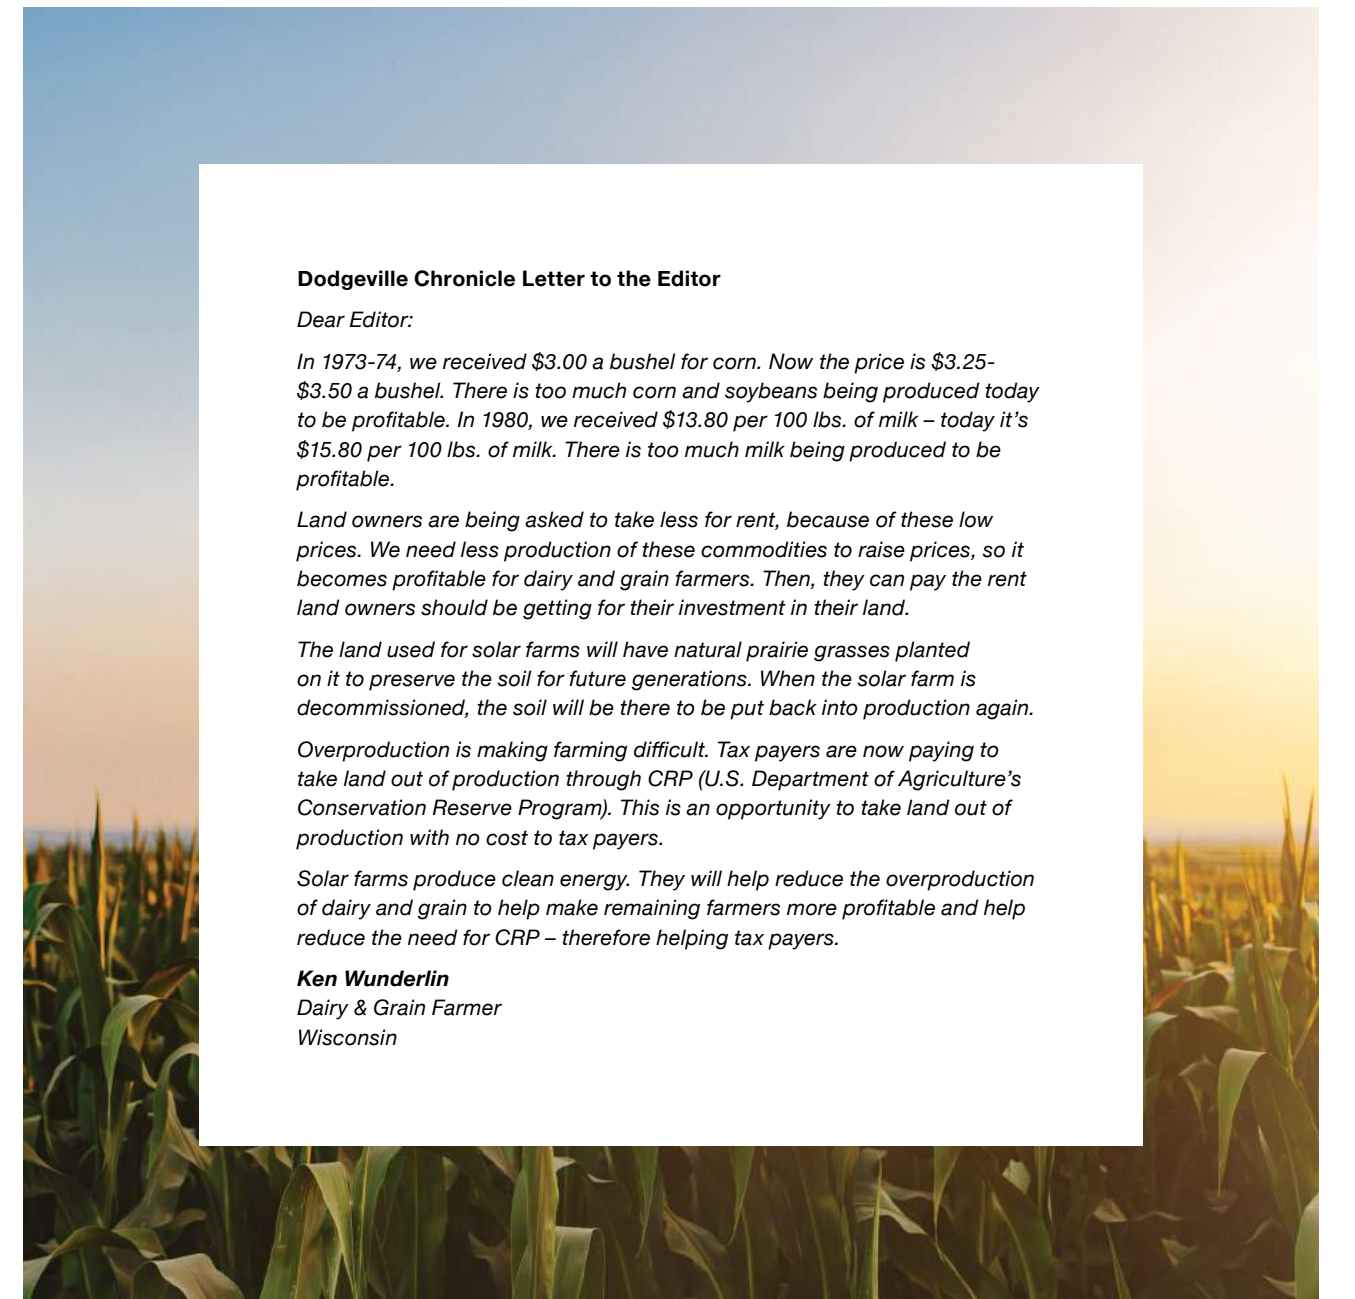 Dodgeville Chronicle Letter to the Editor
Dear Editor:
In 1973-74, we received $3.00 a bushel for corn. Now the price is $3.25-
$3.50 a bushel. There is too much corn and soybeans being produced today
to be profitable. In 1980, we received $13.80 per 100 lbs. of milk – today it’s
$15.80 per 100 lbs. of milk. There is too much milk being produced to be
profitable.
Land owners are being asked to take less for rent, because of these low
prices. We need less production of these commodities to raise prices, so it
becomes profitable for dairy and grain farmers. Then, they can pay the rent
land owners should be getting for their investment in their land.
The land used for solar farms will have natural prairie grasses planted
on it to preserve the soil for future generations. When the solar farm is
decommissioned, the soil will be there to be put back into production again.
Overproduction is making farming difficult. Tax payers are now paying to
take land out of production through CRP (U.S. Department of Agriculture’s
Conservation Reserve Program). This is an opportunity to take land out of
production with no cost to tax payers.
Solar farms produce clean energy. They will help reduce the overproduction
of dairy and grain to help make remaining farmers more profitable and help
reduce the need for CRP – therefore helping tax payers.
Ken Wunderlin
Dairy & Grain Farmer
Wisconsin